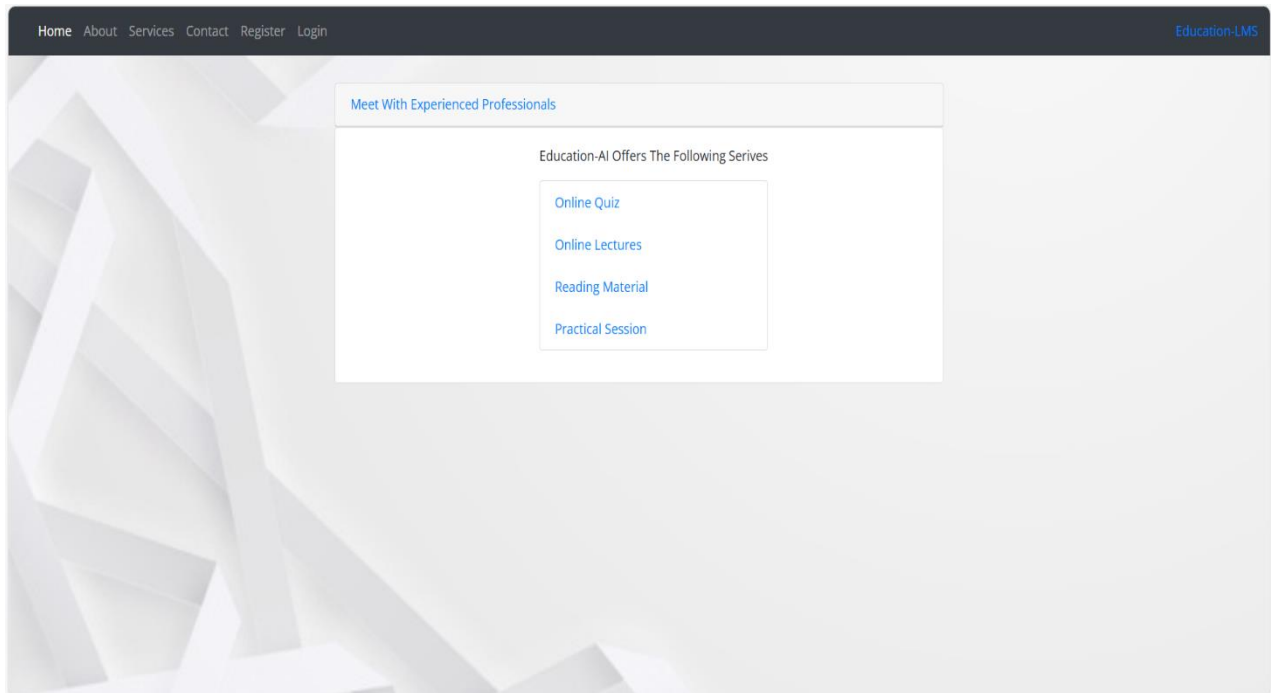 Home About Services Contact Register Login Education-LMS
Meet With Experienced Professionals
Education-AI Offers The Following Serives
Online Quiz
Online Lectures
Reading Material
Practical Session